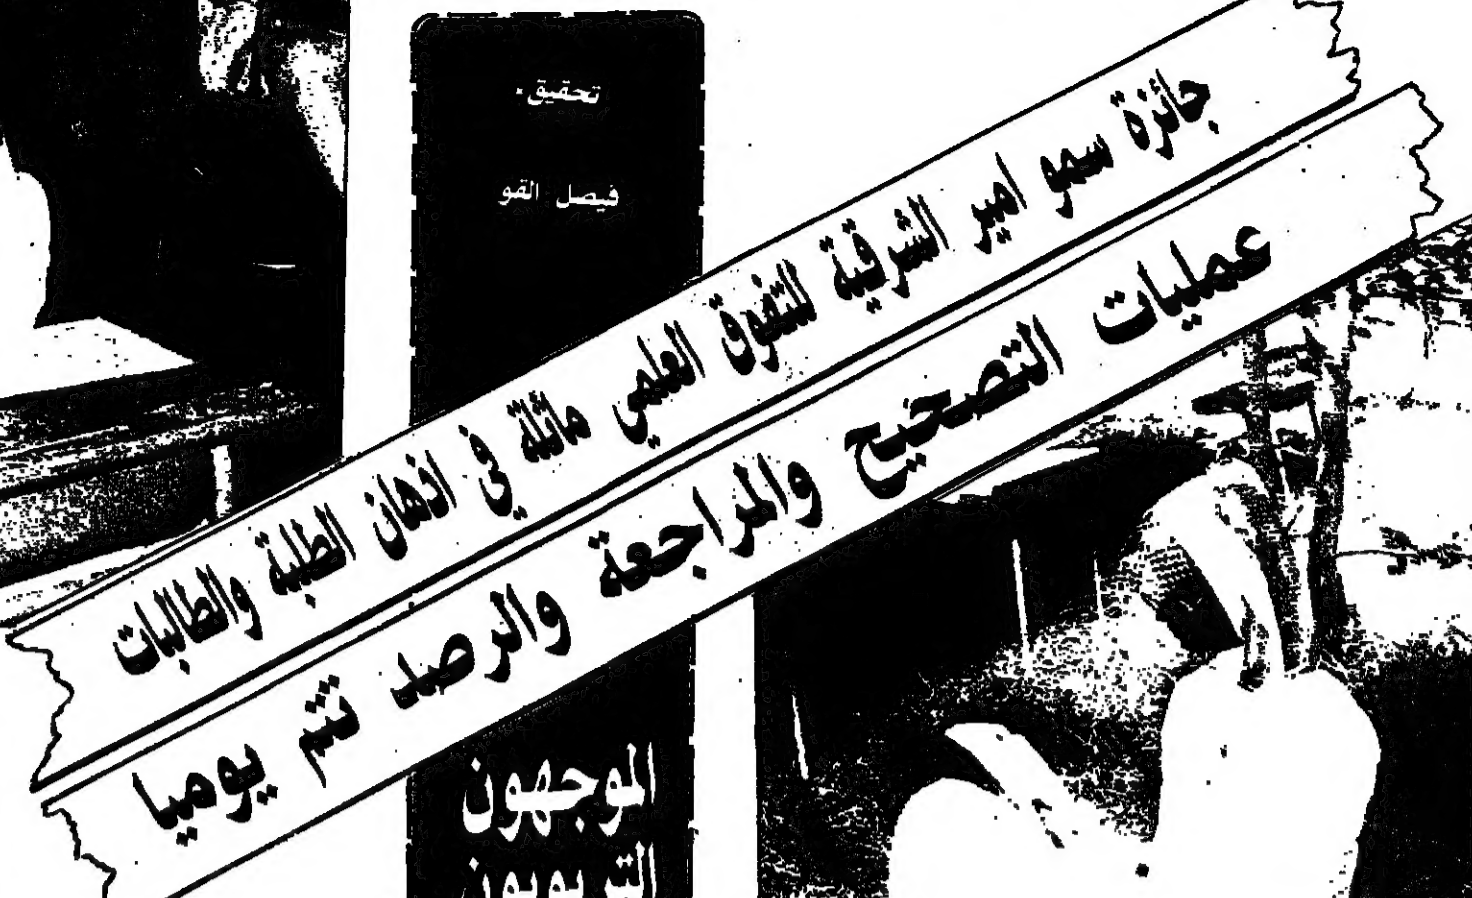 تحقيق.
فيصل القو
جائزة سمو امير الشرقية للتفوق العلمي ماثلة في اذهان الطلبة والطالبات
عمليات التصحيح والمراجعة والرصد تتم يوميا
الموجهون
التربويون